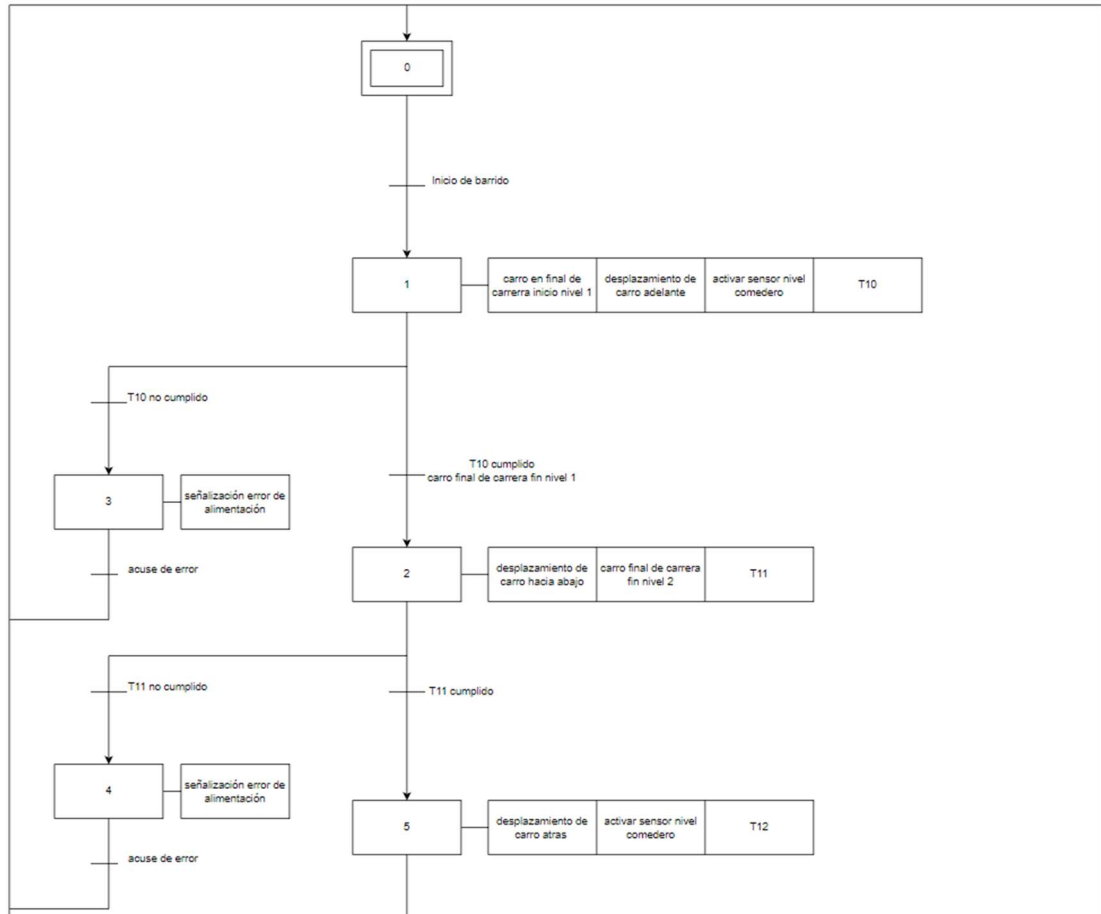 0
Inicio de barrido
1
carro en final de
carrerra inicio nivel 1
desplazamiento de
carro adelante
activar sensor nivel
comedero
T10
T10 no cumplido
T10 cumplido
carro final de carrera fin nivel 1
3
señalización error de
alimentación
acuse de error
2
desplazamiento de
carro hacia abajo
carro final de carrera
fin nivel 2
T11
T11 no cumplido
T11 cumplido
4
señalización error de
alimentación
5
desplazamiento de
carro atras
activar sensor nivel
comedero
T12
acuse de error